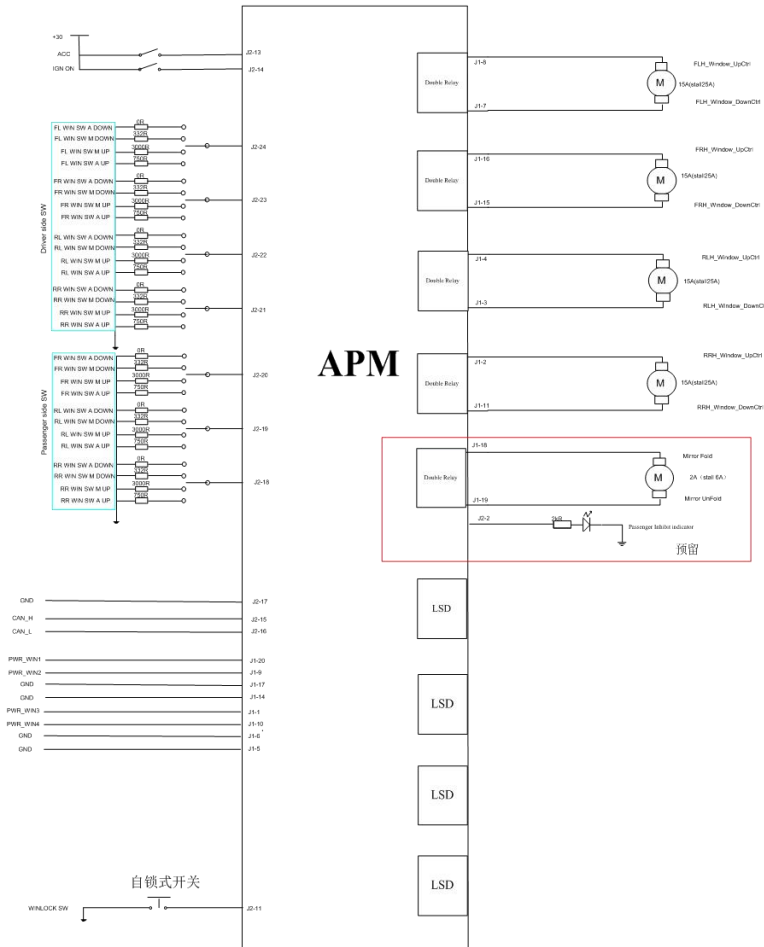 +30
ACC
J2-13
IGN ON
J2-14
0R
FL WIN SW A DOWN
332R
FL WIN SW M DOWN
3000R
FL WIN SW M UP
750R
FL WIN SW A UP
J2-24
0R
FR WIN SW A DOWN
332R
FR WIN SW M DOWN
3000R
FR WIN SW M UP
750R
FR WIN SW A UP
J2-23
0R
RL WIN SW A DOWN
332R
RL WIN SW M DOWN
3000R
RL WIN SW M UP
750R
RL WIN SW A UP
J2-22
0R
RR WIN SW A DOWN
332R
RR WIN SW M DOWN
3000R
RR WIN SW M UP
750R
RR WIN SW A UP
J2-21
Driver side SW
0R
FR WIN SW A DOWN
332R
FR WIN SW M DOWN
3000R
FR WIN SW M UP
750R
FR WIN SW A UP
J2-20
0R
RL WIN SW A DOWN
332R
RL WIN SW M DOWN
3000R
RL WIN SW M UP
750R
RL WIN SW A UP
J2-19
0R
RR WIN SW A DOWN
332R
RR WIN SW M DOWN
3000R
RR WIN SW M UP
750R
RR WIN SW A UP
J2-18
Passenger side SW
GND
J2-17
CAN_H
J2-15
CAN_L
J2-16
PWR_WIN1
J1-20
PWR_WIN2
J1-9
GND
J1-17
GND
J1-14
PWR_WIN3
J1-1
PWR_WIN4
J1-10
GND
J1-6
GND
J1-5
自锁式开关
WINLOCK SW
J2-11
APM
Double Relay
J1-8
J1-7
M
FLH_Window_UpCtrl
15A(stall25A)
FLH_Window_DownCtrl
Double Relay
J1-16
J1-15
M
FRH_Window_UpCtrl
15A(stall25A)
FRH_Window_DownCtrl
Double Relay
J1-4
J1-3
M
RLH_Window_UpCtrl
15A(stall25A)
RLH_Window_DownCt
Double Relay
J1-2
J1-11
M
RRH_Window_UpCtrl
15A(stall25A)
RRH_Window_DownCtrl
Double Relay
J1-18
J1-19
M
Mirror Fold
2A（stall 6A）
Mirror UnFold
J2-2
Passenger Inhibit indicator
预留
LSD
LSD
LSD
LSD